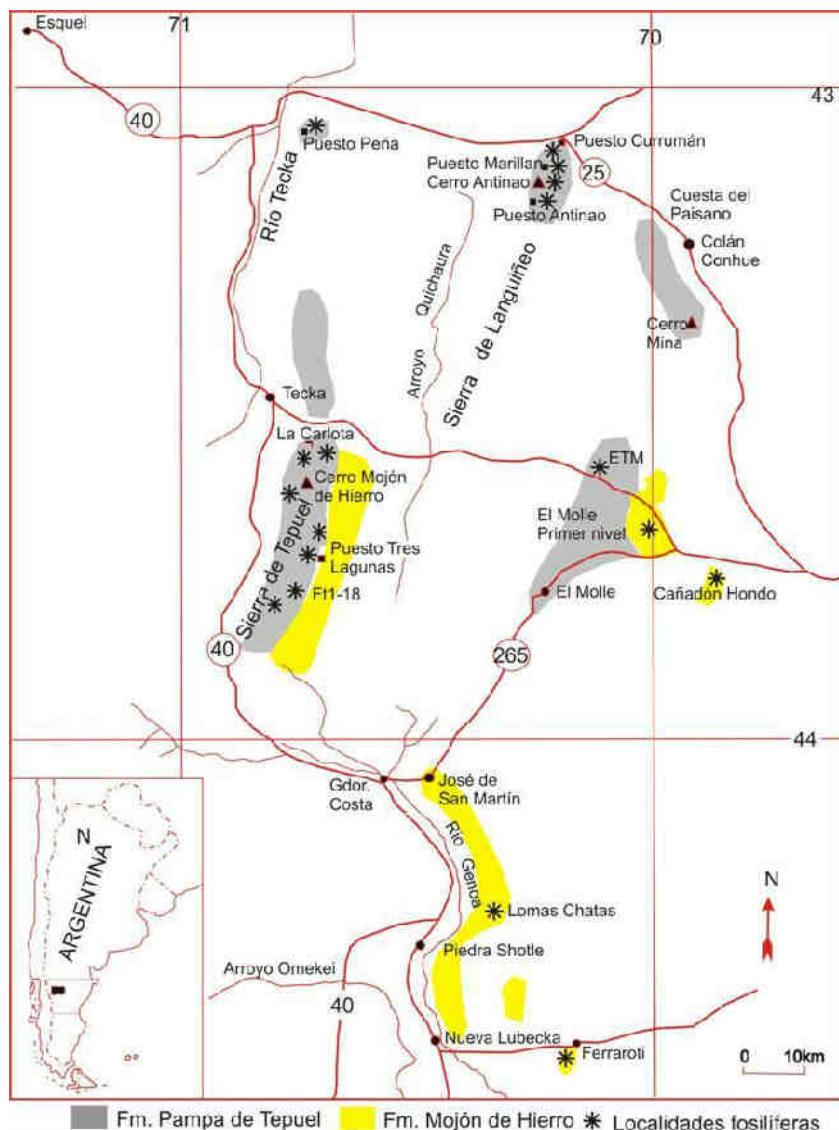 71
70
Esquel
43
40
Puesto Peña
Puesto Currumán
Puesto Marillan
Cerro Antinao
25
Puesto Antinao
Cuesta del
Paisano
Río Tecka
Colán
Conhue
Arroyo Quichaura
Sierra de Languiñeo
Cerro
Mina
Tecka
La Carlota
Cerro Mojón
de Hierro
ETM
El Molle
Primer nivel
Sierra de Tepuel
Puesto Tres
Lagunas
Ft1-18
El Molle
Cañadón Hondo
40
265
44
Gdor.
Costa
José de
San Martín
Río Genoa
N
ARGENTINA
N
Lomas Chatas
Piedra Shotle
Arroyo Omekei
40
Nueva Lubecka
Ferraroti
0 10km
Fm. Pampa de Tepuel Fm. Mojón de Hierro Localidades fosilíferas